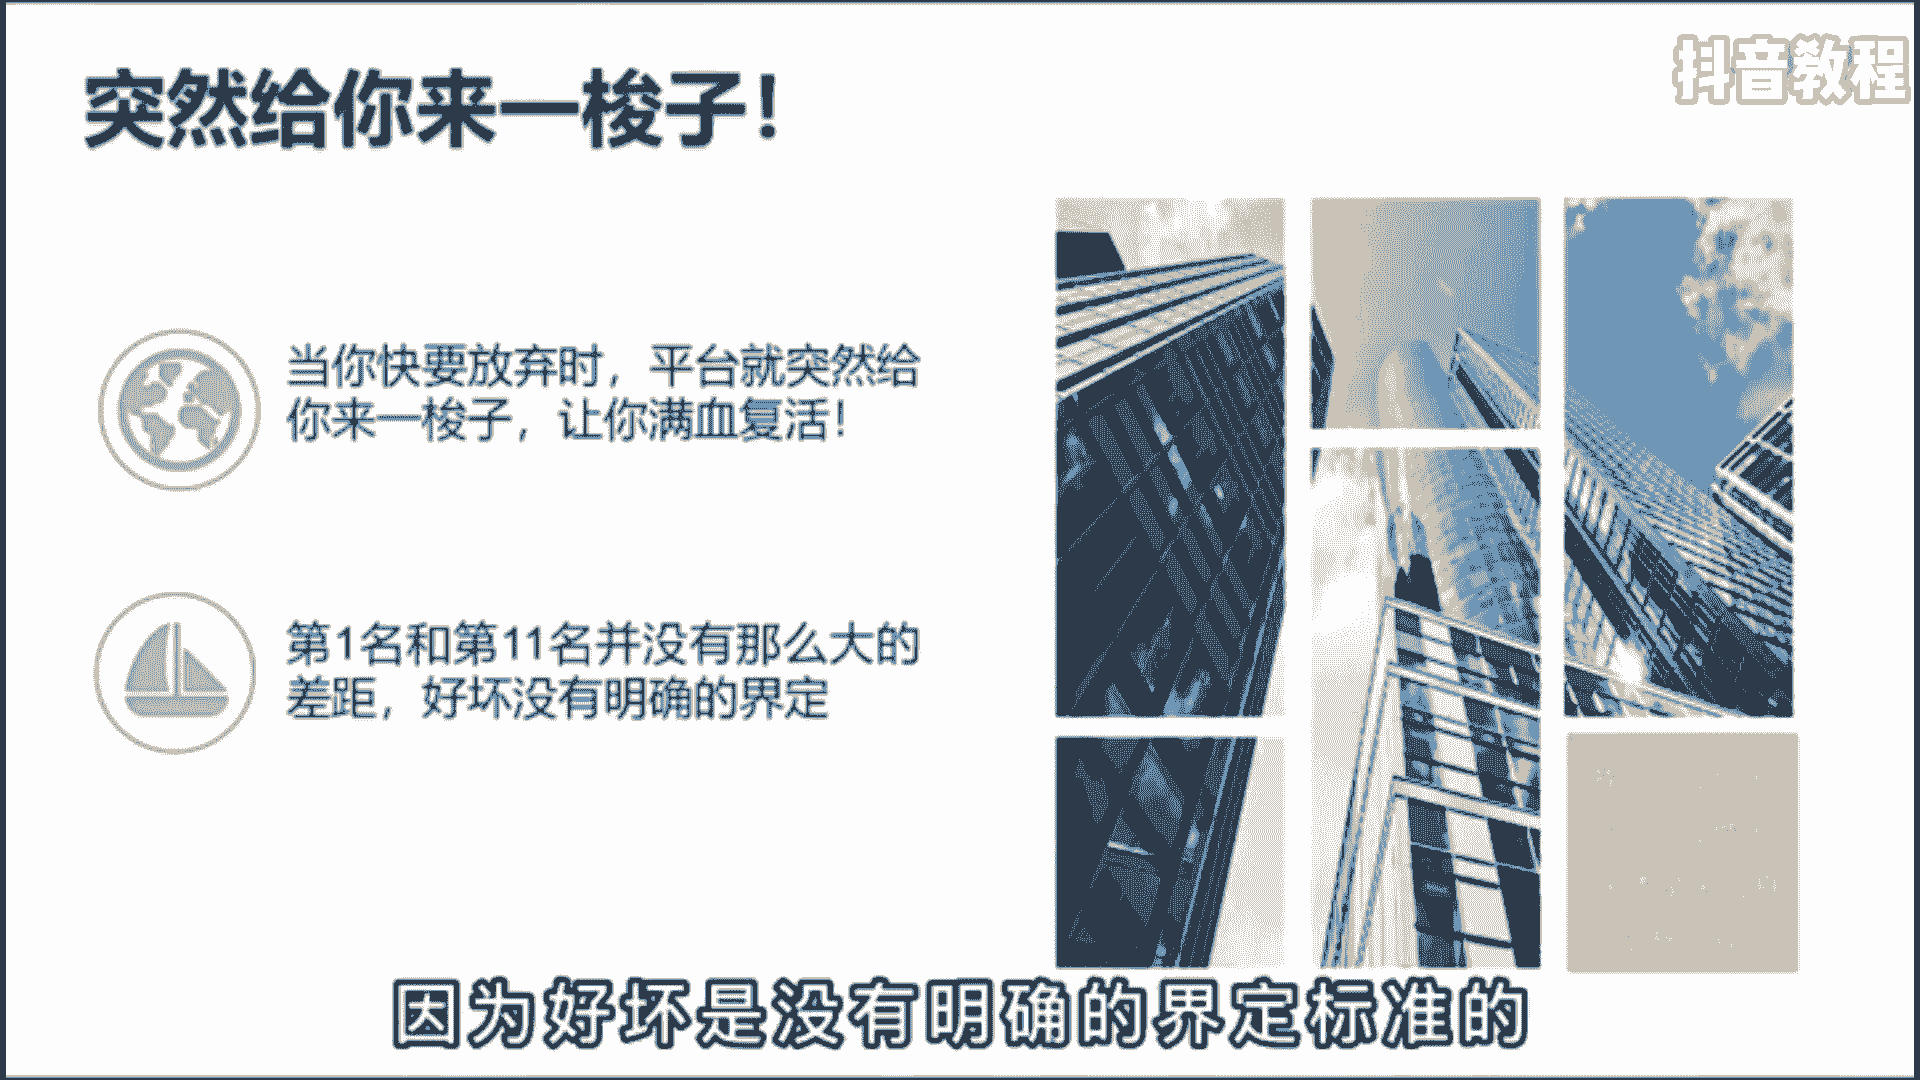 抖音教程
突然给你来一梭子！
当你快要放弃时，平台就突然给
你来一梭子，让你满血复活！
第1名和第11名并没有那么大的
差距，好坏没有明确的界定
因为好坏是没有明确的界定标准的